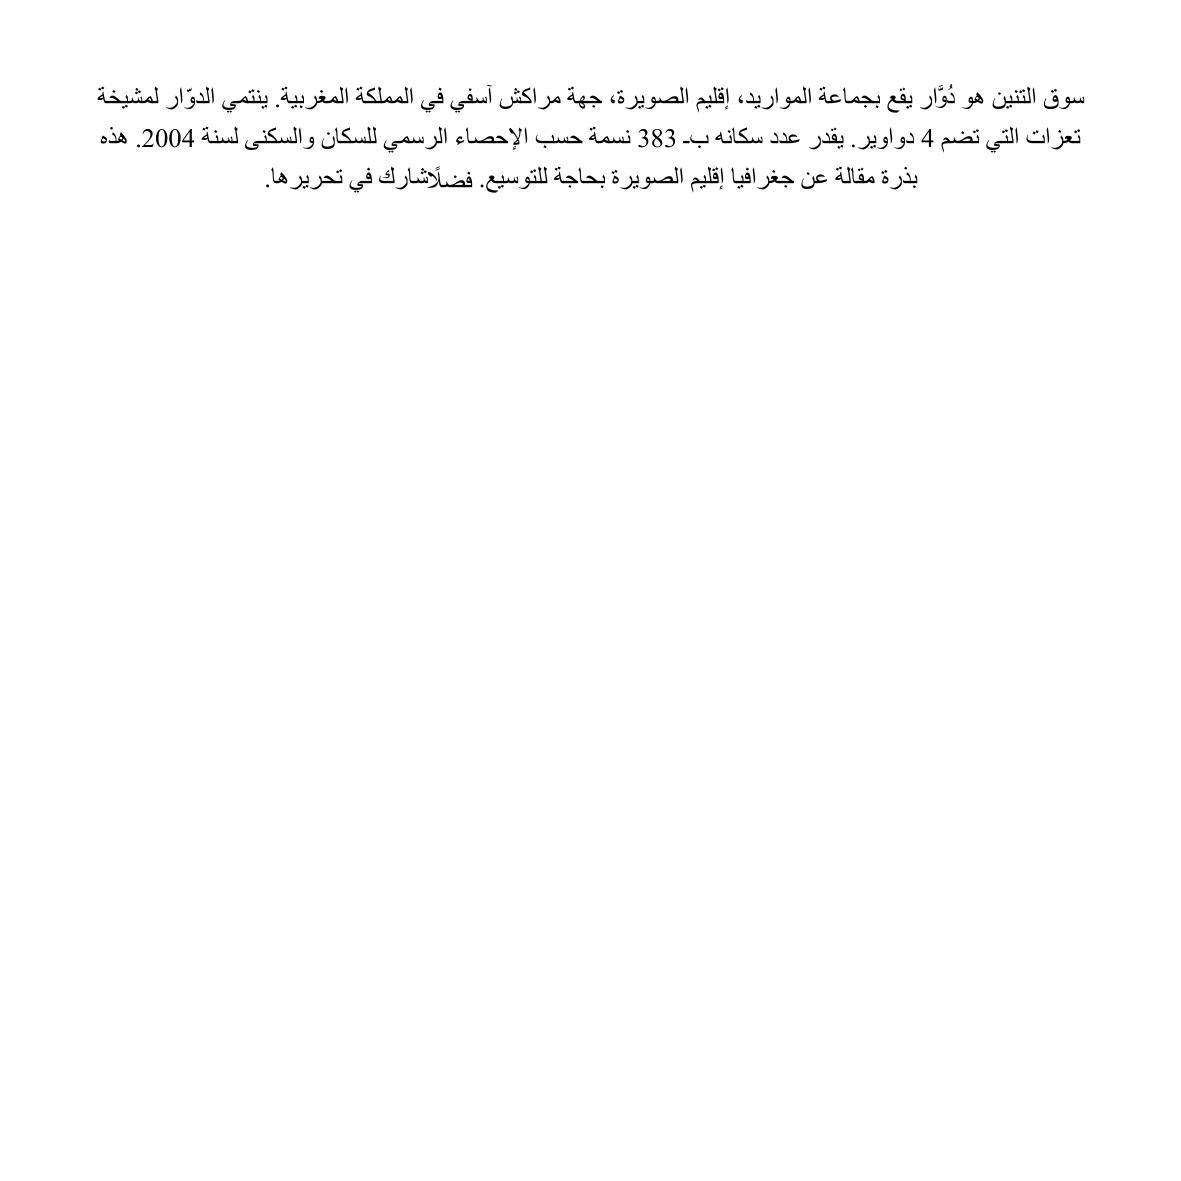 سوق التنين هو دُوَّار يقع بجماعة المواريد، إقليم الصويرة، جهة مراكش آسفي في المملكة المغربية. ينتمي الدوّار لمشيخة
تعزات التي تضم 4 دواوير. يقدر عدد سكانه بـ 383 نسمة حسب الإحصاء الرسمي للسكان والسكنى لسنة 2004. هذه
بذرة مقالة عن جغرافيا إقليم الصويرة بحاجة للتوسيع. فضلًاشارك في تحريرها.